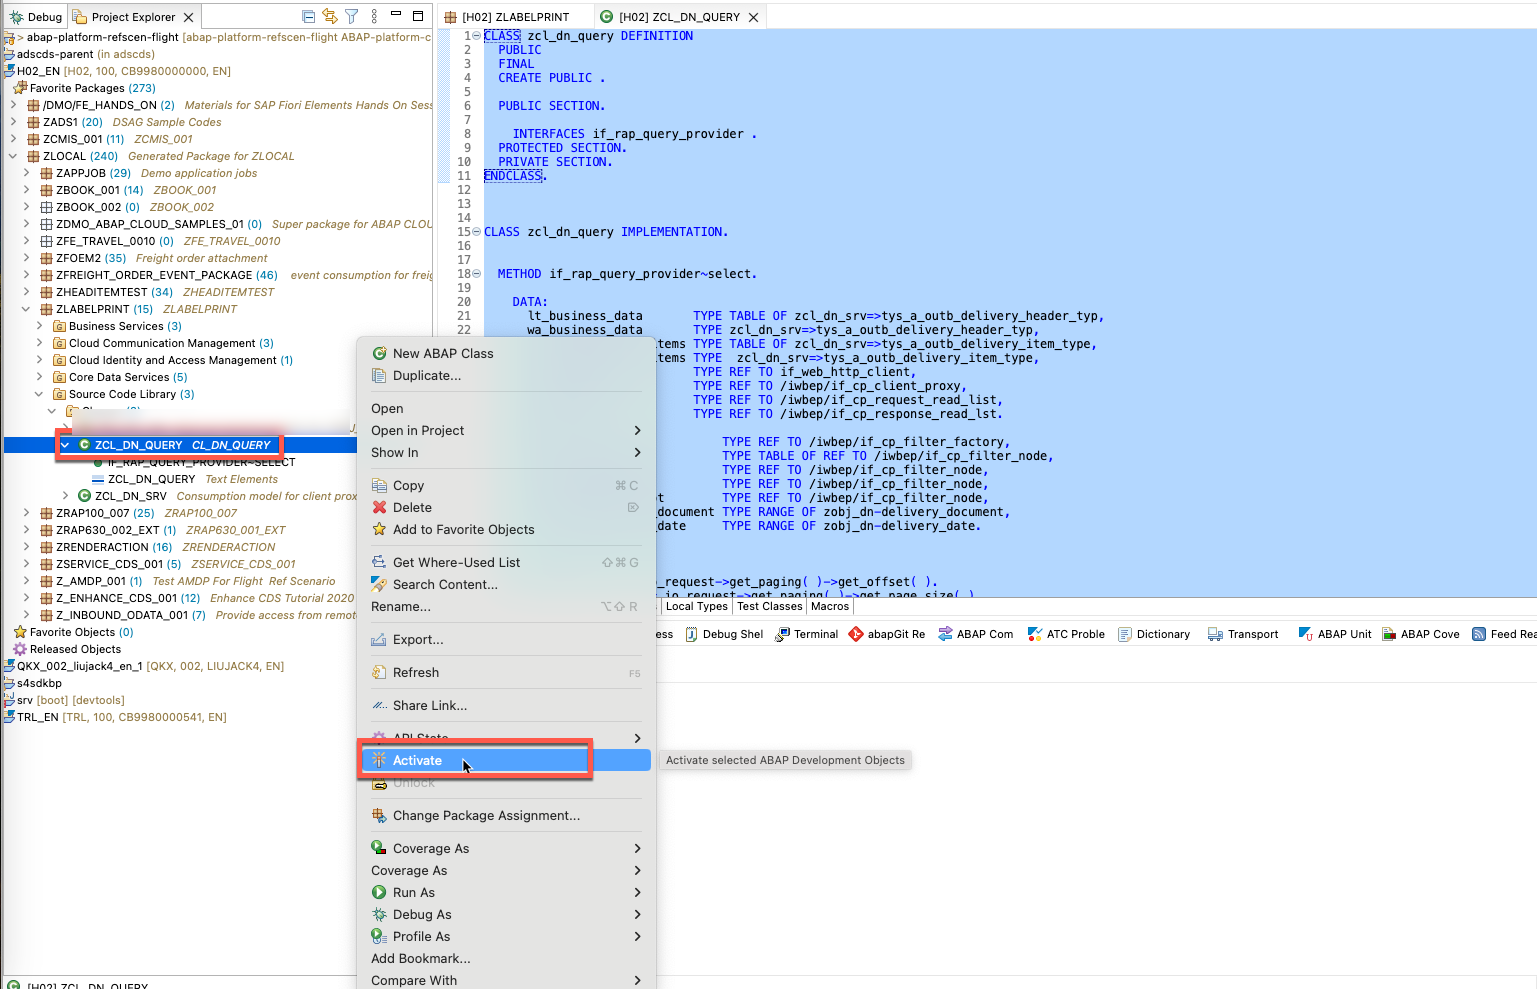 Debug
Project Explorer
> abap-platform-refscen-flight [abap-platform-refscen-flight ABAP-platform-c
adscds-parent (in adscds)
H02_EN [H02, 100, CB9980000000, EN]
Favorite Packages (273)
/DMO/FE_HANDS_ON (2) Materials for SAP Fiori Elements Hands On Sess
ZADS1 (20) DSAG Sample Codes
ZCMIS_001 (11) ZCMIS_001
ZLOCAL (240) Generated Package for ZLOCAL
ZAPPJOB (29) Demo application jobs
ZBOOK_001 (14) ZBOOK_001
ZBOOK_002 (0) ZBOOK_002
ZDMO_ABAP_CLOUD_SAMPLES_01 (0) Super package for ABAP CLOU
ZFE_TRAVEL_0010 (0) ZFE_TRAVEL_0010
ZFOEM2 (35) Freight order attachment
ZFREIGHT_ORDER_EVENT_PACKAGE (46) event consumption for freig
ZHEADITEMTEST (34) ZHEADITEMTEST
ZLABELPRINT (15) ZLABELPRINT
Business Services (3)
Cloud Communication Management (3)
Cloud Identity and Access Management (1)
Core Data Services (5)
Source Code Library (3)
ZCL_DN_QUERY CL_DN_QUERY
IF_RAP_QUERY_PROVIDER~SELECT
ZCL_DN_QUERY Text Elements
ZCL_DN_SRV Consumption model for client prox
ZRAP100_007 (25) ZRAP100_007
ZRAP630_002_EXT (1) ZRAP630_001_EXT
ZRENDERACTION (16) ZRENDERACTION
ZSERVICE_CDS_001 (5) ZSERVICE_CDS_001
Z_AMDP_001 (1) Test AMDP For Flight Ref Scenario
Z_ENHANCE_CDS_001 (12) Enhance CDS Tutorial 2020
Z_INBOUND_ODATA_001 (7) Provide access from remot
Favorite Objects (0)
Released Objects
QKX_002_liujack4_en_1 [QKX, 002, LIUJACK4, EN]
s4sdkbp
srv [boot] [devtools]
TRL_EN [TRL, 100, CB9980000541, EN]
[H02] ZCL_DN_QUERY
[H02] ZLABELPRINT
[H02] ZCL_DN_QUERY
1 CLASS zcl_dn_query DEFINITION
2 PUBLIC
3 FINAL
4 CREATE PUBLIC .
5
6 PUBLIC SECTION.
7
8 INTERFACES if_rap_query_provider .
9 PROTECTED SECTION.
10 PRIVATE SECTION.
11 ENDCLASS.
12
13
14
15 CLASS zcl_dn_query IMPLEMENTATION.
16
17
18 METHOD if_rap_query_provider~select.
19
20 DATA:
21 lt_business_data TYPE TABLE OF zcl_dn_srv=>tys_a_outb_delivery_header_typ,
22 wa_business_data TYPE zcl_dn_srv=>tys_a_outb_delivery_header_typ,
tems TYPE TABLE OF zcl_dn_srv=>tys_a_outb_delivery_item_type,
tems TYPE zcl_dn_srv=>tys_a_outb_delivery_item_type,
TYPE REF TO if_web_http_client,
TYPE REF TO /iwbep/if_cp_client_proxy,
TYPE REF TO /iwbep/if_cp_request_read_list,
TYPE REF TO /iwbep/if_cp_response_read_lst.
TYPE REF TO /iwbep/if_cp_filter_factory,
TYPE TABLE OF REF TO /iwbep/if_cp_filter_node,
TYPE REF TO /iwbep/if_cp_filter_node,
TYPE REF TO /iwbep/if_cp_filter_node,
ot TYPE REF TO /iwbep/if_cp_filter_node,
document TYPE RANGE OF zobj_dn-delivery_document,
date TYPE RANGE OF zobj_dn-delivery_date.
o_request->get_paging( )->get_offset( ).
io_request->get_paging( )->get_page_size( )
Local Types
Test Classes
Macros
ess
Debug Shel
Terminal
abapGit Re
ABAP Com
ATC Proble
Dictionary
Transport
ABAP Unit
ABAP Cove
Feed Rea
New ABAP Class
Duplicate...
Open
Open in Project
Show In
Copy ⌘ C
Delete ⌦
Add to Favorite Objects
Get Where-Used List ⇧ ⌘ G
Search Content...
Rename... ⌥ ⇧ R
Export...
Refresh F5
Share Link...
API State
Activate
Activate selected ABAP Development Objects
Unlock
Change Package Assignment...
Coverage As
Coverage As
Run As
Debug As
Profile As
Add Bookmark...
Compare With